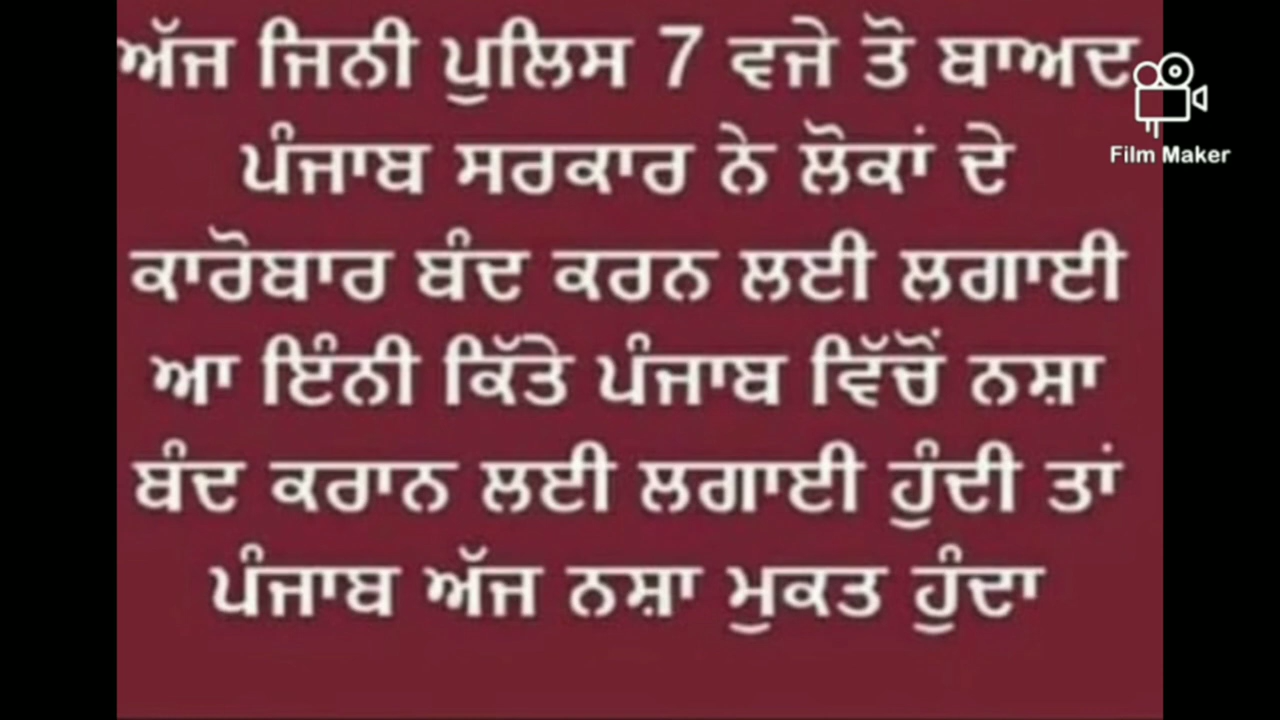 ਅੱਜ ਜਿਨੀ ਪੁਲਿਸ 7 ਵਜੇ ਤੋ ਬਾਅਦ
ਪੰਜਾਬ ਸਰਕਾਰ ਨੇ ਲੋਕਾਂ ਦੇ
ਕਾਰੋਬਾਰ ਬੰਦ ਕਰਨ ਲਈ ਲਗਾਈ
ਆ ਇੰਨੀ ਕਿੱਤੇ ਪੰਜਾਬ ਵਿੱਚੋਂ ਨਸ਼ਾ
ਬੰਦ ਕਰਾਨ ਲਈ ਲਗਾਈ ਹੁੰਦੀ ਤਾਂ
ਪੰਜਾਬ ਅੱਜ ਨਸ਼ਾ ਮੁਕਤ ਹੁੰਦਾ
Film Maker